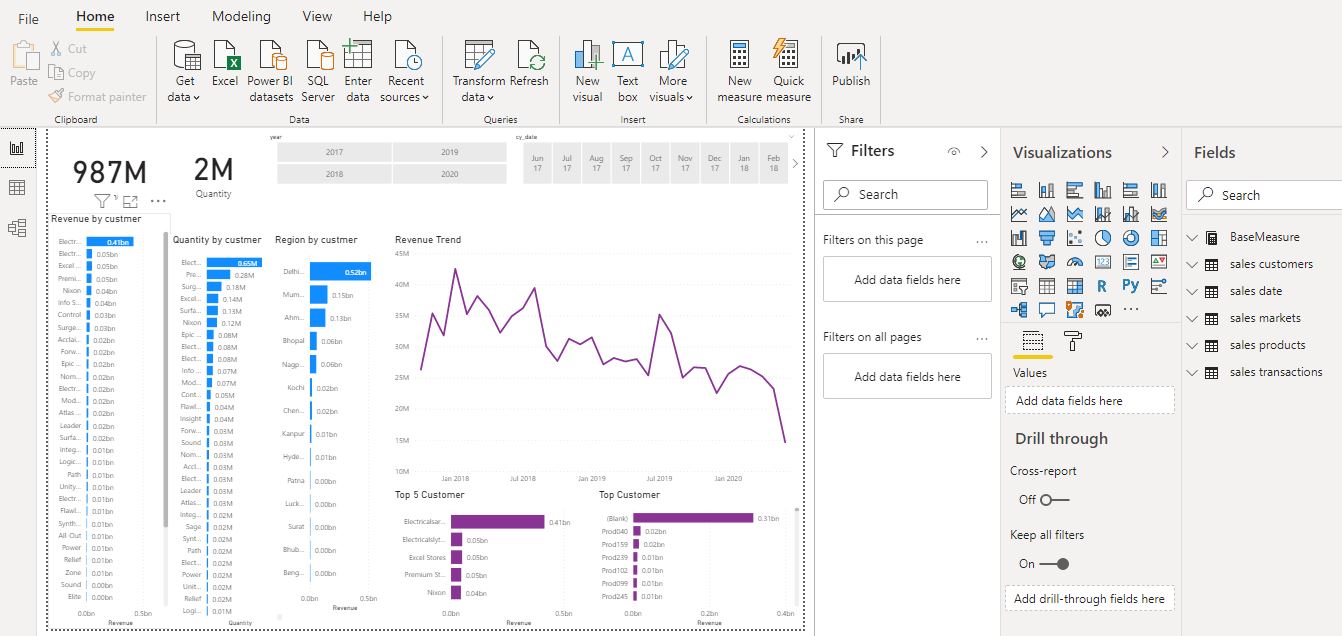 File
Home
Insert
Modeling
View
Help
Paste
Cut
Copy
Format painter
Get data
Excel
Power BI datasets
SQL Server
Enter data
Recent sources
Transform data
Refresh
New visual
Text box
More visuals
New measure
Quick measure
Publish
Clipboard
Data
Queries
Insert
Calculations
Share
987M
2M
Quantity
year
2017
2019
2018
2020
cy_date
Jun 17
Jul 17
Aug 17
Sep 17
Oct 17
Nov 17
Dec 17
Jan 18
Feb 18
Revenue by custmer
Electr... 0.41bn
Electr... 0.05bn
Excel ... 0.05bn
Premi... 0.05bn
Nixon 0.04bn
Info S... 0.04bn
Control 0.03bn
Surge... 0.03bn
Acclai... 0.02bn
Forw... 0.02bn
Epic ... 0.02bn
Nom... 0.02bn
Electr... 0.02bn
Mod... 0.02bn
Atlas ... 0.02bn
Leader 0.02bn
Surfa... 0.02bn
Integ... 0.01bn
Logic... 0.01bn
Path 0.01bn
Unity... 0.01bn
Electr... 0.01bn
Flawl... 0.01bn
Synth... 0.01bn
All Out 0.01bn
Power 0.01bn
Relief 0.01bn
Zone 0.01bn
Sound 0.00bn
Elite 0.00bn
0.0bn 0.5bn
Revenue
Quantity by custmer
Elect... 0.65M
Pre... 0.28M
Surg... 0.18M
Excel... 0.14M
Surfa... 0.13M
Nixon 0.12M
Epic ... 0.08M
Elect... 0.08M
Elect... 0.08M
Info ... 0.07M
Mod... 0.07M
Cont... 0.05M
Flawl... 0.04M
Insight 0.04M
Forw... 0.03M
Sound 0.03M
Nom... 0.03M
Accl... 0.03M
Elect... 0.03M
Leader 0.03M
Atlas... 0.03M
Integ... 0.02M
Sage 0.02M
Synt... 0.02M
Path 0.02M
Elect... 0.02M
Power 0.02M
Unit... 0.02M
Relief 0.02M
Logi... 0.01M
Quantity
Region by custmer
Delhi... 0.52bn
Mum... 0.15bn
Ahm... 0.13bn
Bhopal 0.06bn
Nagp... 0.06bn
Kochi 0.02bn
Chen... 0.02bn
Kanpur 0.01bn
Hyde... 0.01bn
Patna 0.00bn
Luck... 0.00bn
Surat 0.00bn
Bhub... 0.00bn
Beng... 0.00bn
0.0bn 0.5bn
Revenue
Revenue Trend
45M
40M
35M
30M
25M
20M
15M
10M
Jan 2018 Jul 2018 Jan 2019 Jul 2019 Jan 2020
Top 5 Customer
Electricalsar... 0.41bn
Electricalslyt... 0.05bn
Excel Stores 0.05bn
Premium St... 0.05bn
Nixon 0.04bn
0.0bn 0.5bn
Revenue
Top Customer
(Blank) 0.31bn
Prod040 0.02bn
Prod159 0.02bn
Prod239 0.01bn
Prod102 0.01bn
Prod099 0.01bn
Prod245 0.01bn
0.0bn 0.2bn 0.4bn
Revenue
Filters
Search
Filters on this page ...
Add data fields here
Filters on all pages ...
Add data fields here
Visualizations
123
R
Py
...
Values
Add data fields here
Drill through
Cross-report
Off
Keep all filters
On
Add drill-through fields here
Fields
Search
BaseMeasure
sales customers
sales date
sales markets
sales products
sales transactions